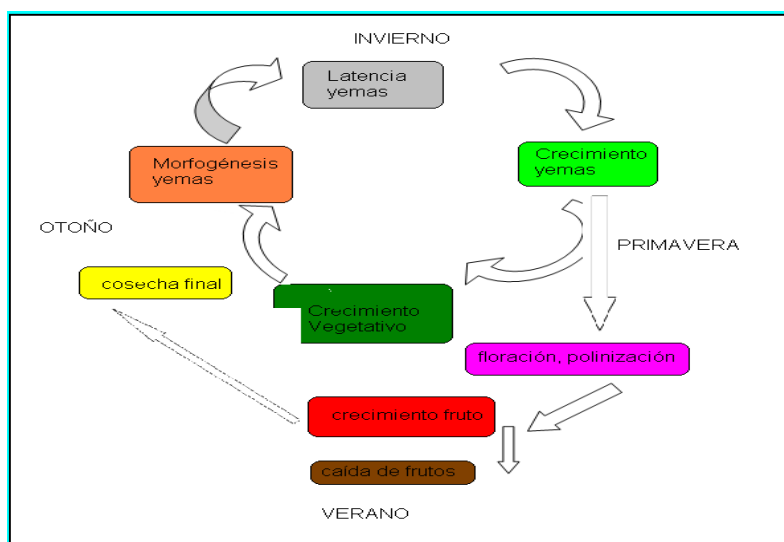 INVIERNO
Latencia
yemas
Morfogénesis
yemas
Crecimiento
yemas
OTOÑO
PRIMAVERA
cosecha final
Crecimiento
Vegetativo
floración, polinización
crecimiento fruto
caída de frutos
VERANO